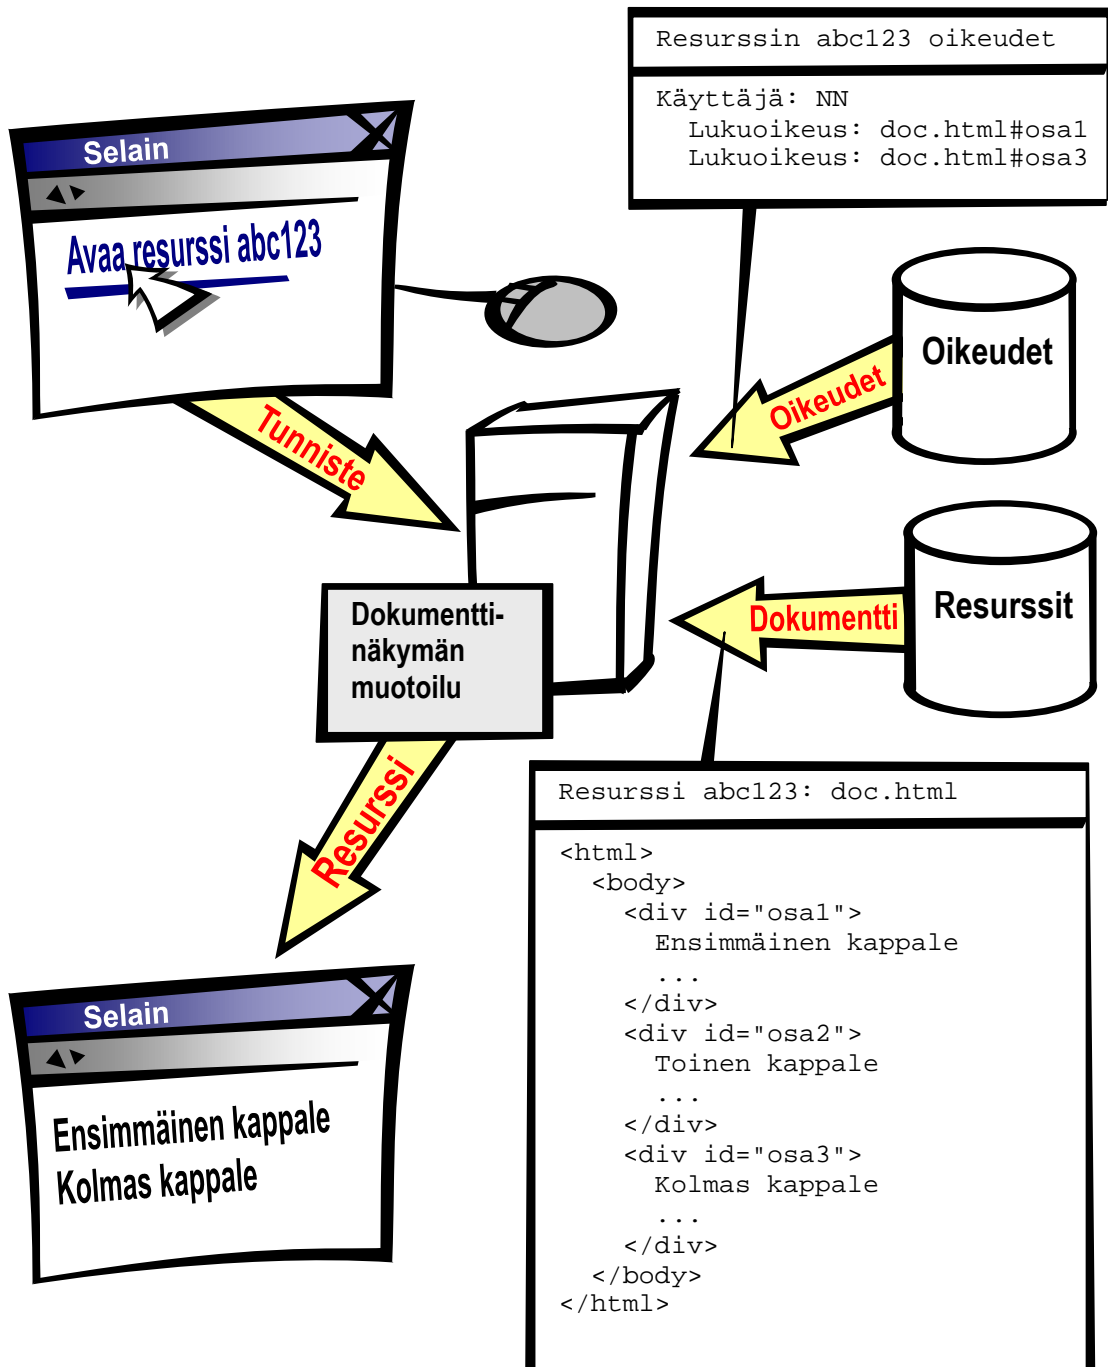 Resurssin abc123 oikeudet
Käyttäjä: NN
Lukuoikeus: doc.html#osa1
Lukuoikeus: doc.html#osa3
Selain
Avaa resurssi abc123
Oikeudet
Oikeudet
Tunniste
Dokumentti-
näkymän
muotoilu
Dokumentti
Resurssit
Resurssi
Resurssi abc123: doc.html
<html>
<body>
<div id="osa1">
Ensimmäinen kappale
...
</div>
<div id="osa2">
Toinen kappale
...
</div>
<div id="osa3">
Kolmas kappale
...
</div>
</body>
</html>
Selain
Ensimmäinen kappale
Kolmas kappale